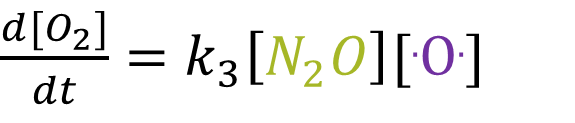 d[O₂]/dt = k₃[N₂O][·O·]